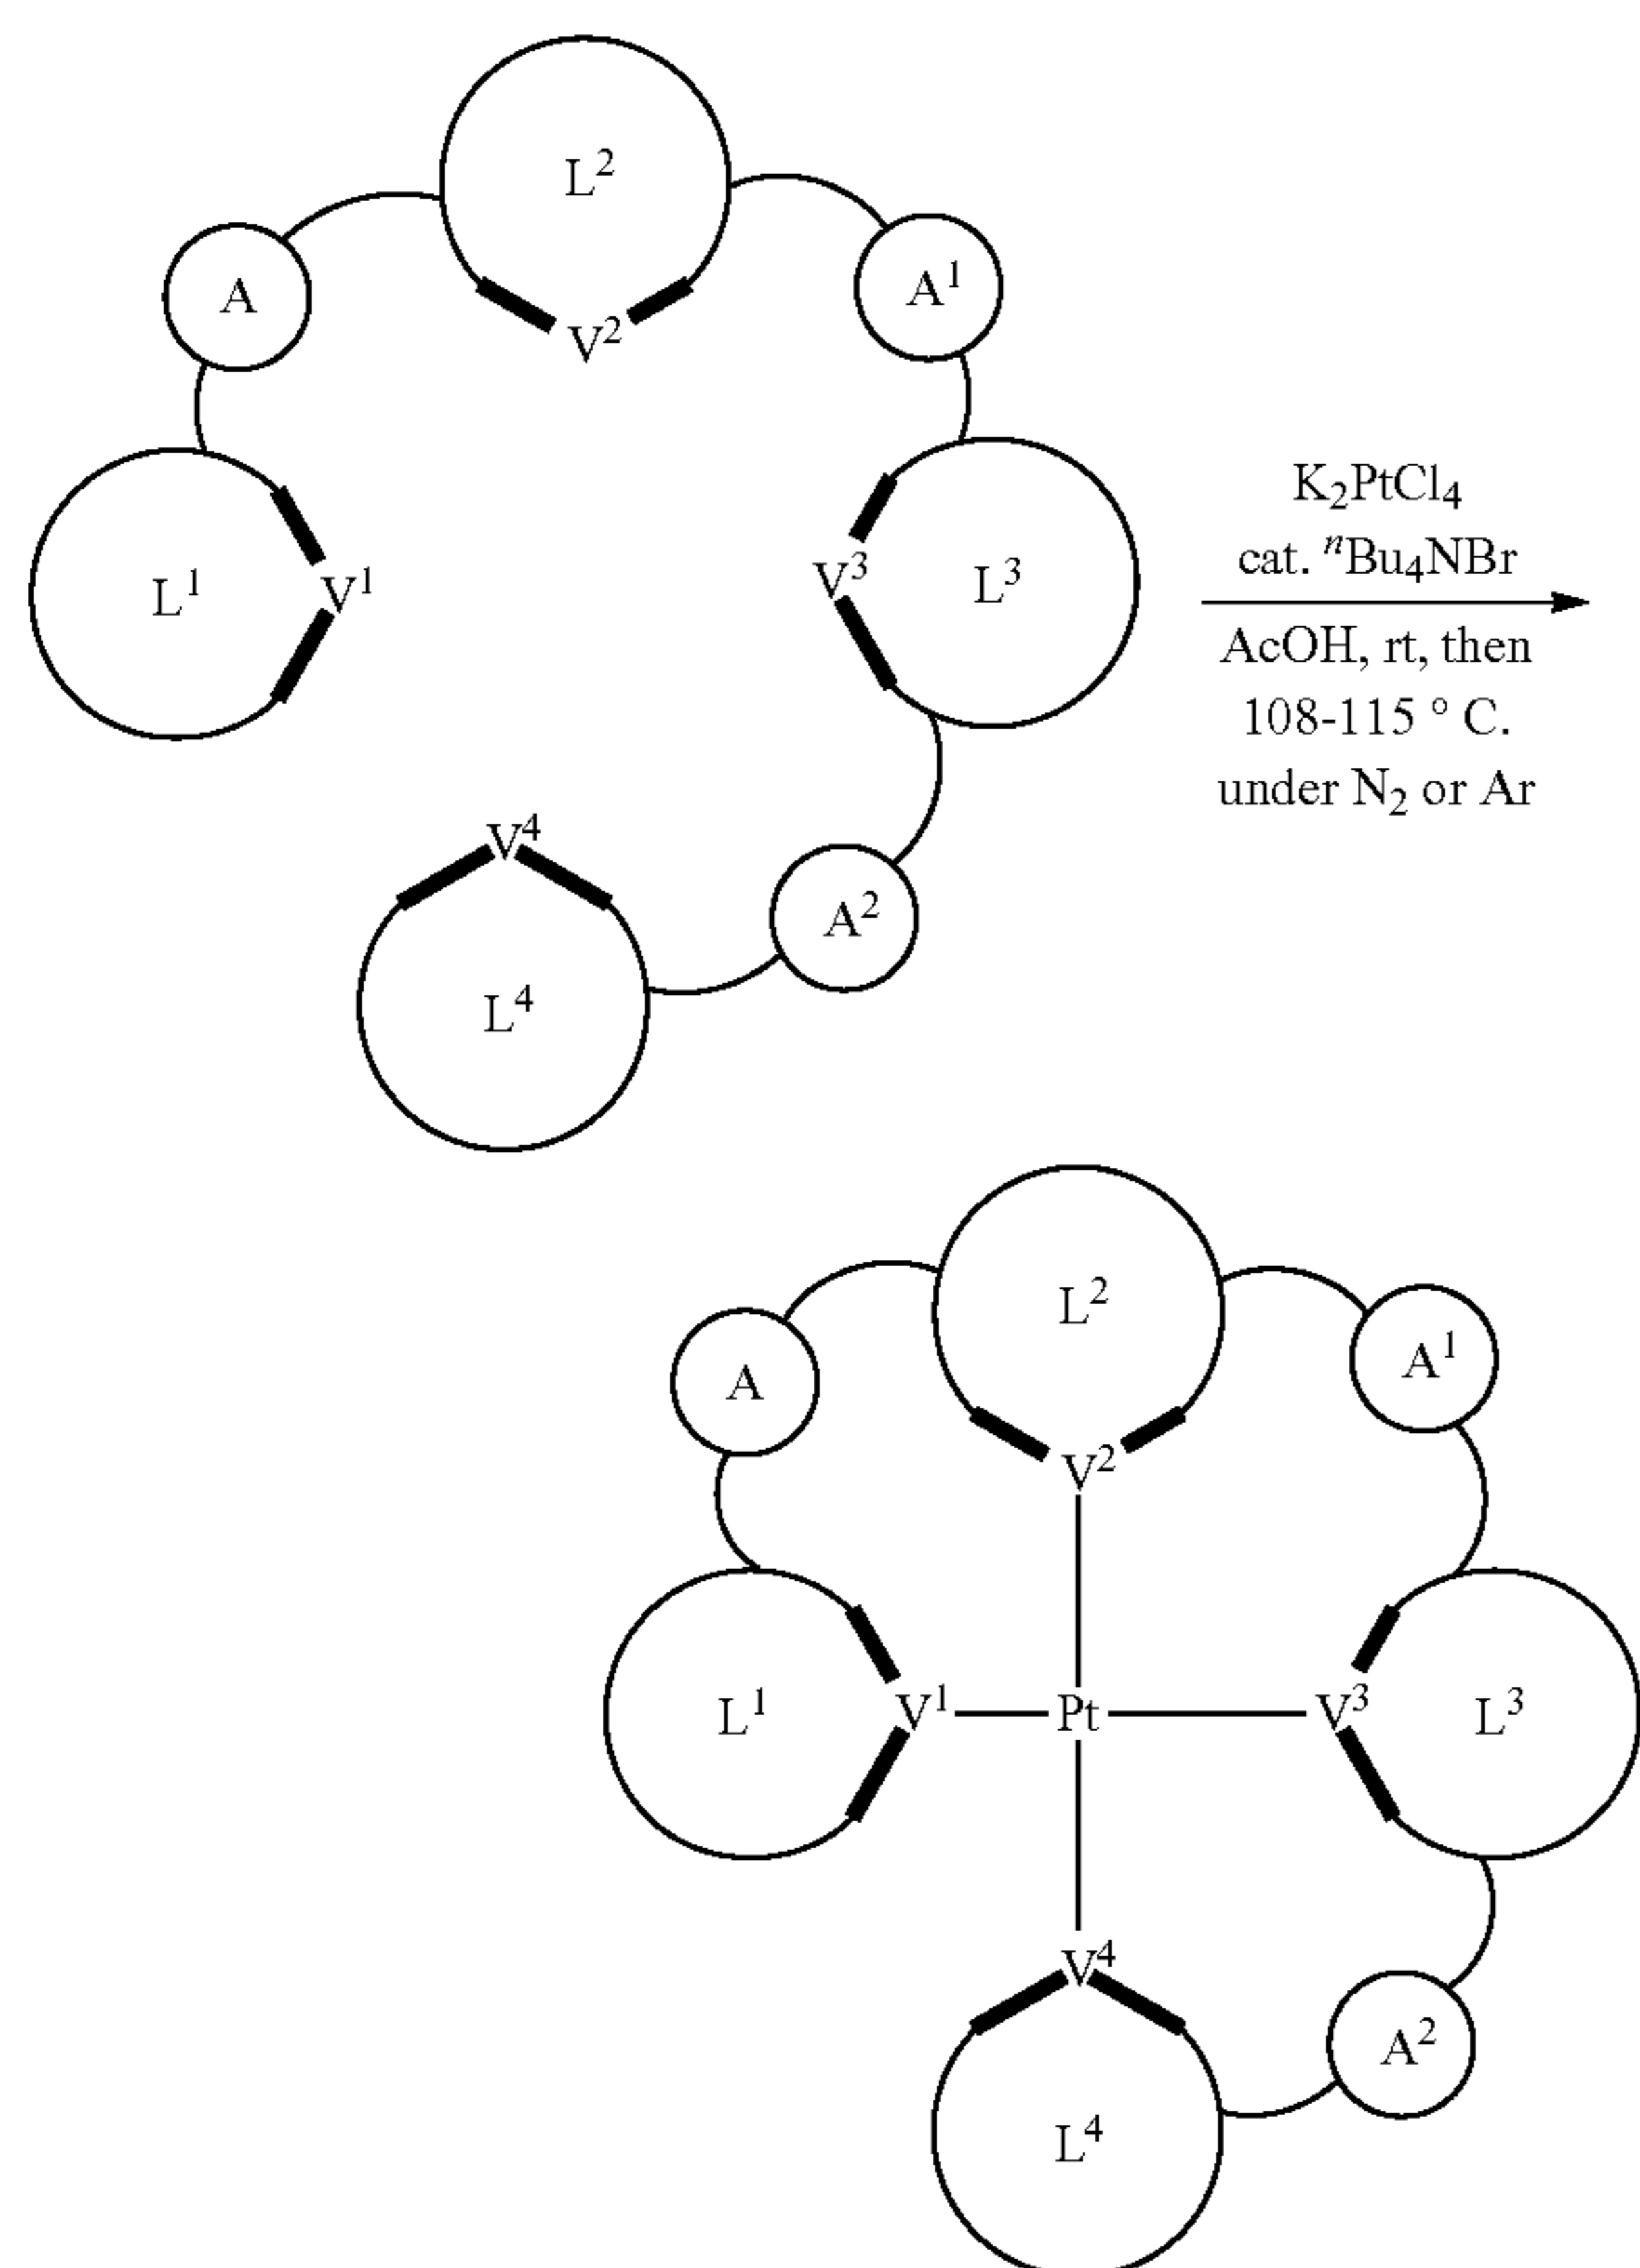 L²
A
A¹
V²
K₂PtCl₄
cat. ⁿBu₄NBr
V³
L³
L¹
V¹
AcOH, rt, then
108-115 ° C.
under N₂ or Ar
V⁴
A²
L⁴
L²
A
A¹
V²
L¹
V¹
Pt
V³
L³
V⁴
A²
L⁴